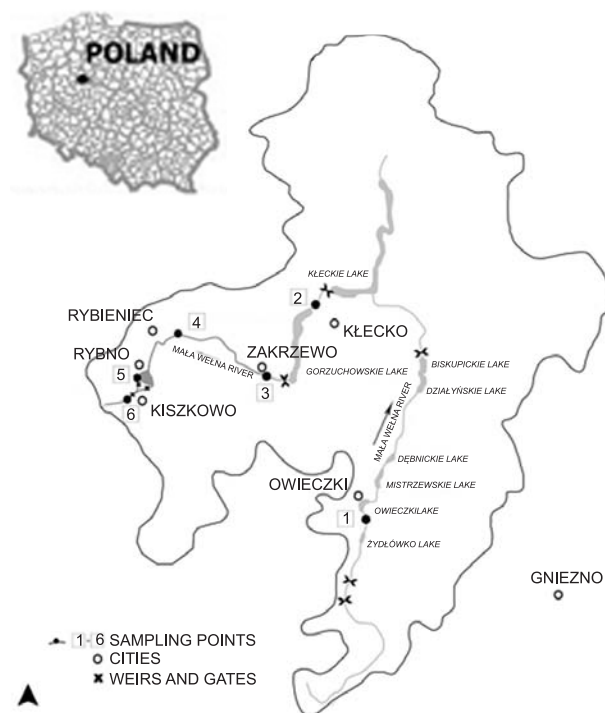 POLAND
KŁECKIE LAKE
2
RYBIENIEC
4
KŁECKO
RYBNO
MAŁA WEŁNA RIVER
ZAKRZEWO
GORZUCHOWSKIE LAKE
BISKUPICKIE LAKE
5
3
DZIAŁYŃSKIE LAKE
6
KISZKOWO
MAŁA WEŁNA RIVER
DĘBNICKIE LAKE
OWIECZKI
MISTRZEWSKIE LAKE
1
OWIECZKILAKE
ŻYDŁÓWKO LAKE
GNIEZNO
1-6 SAMPLING POINTS
CITIES
WEIRS AND GATES